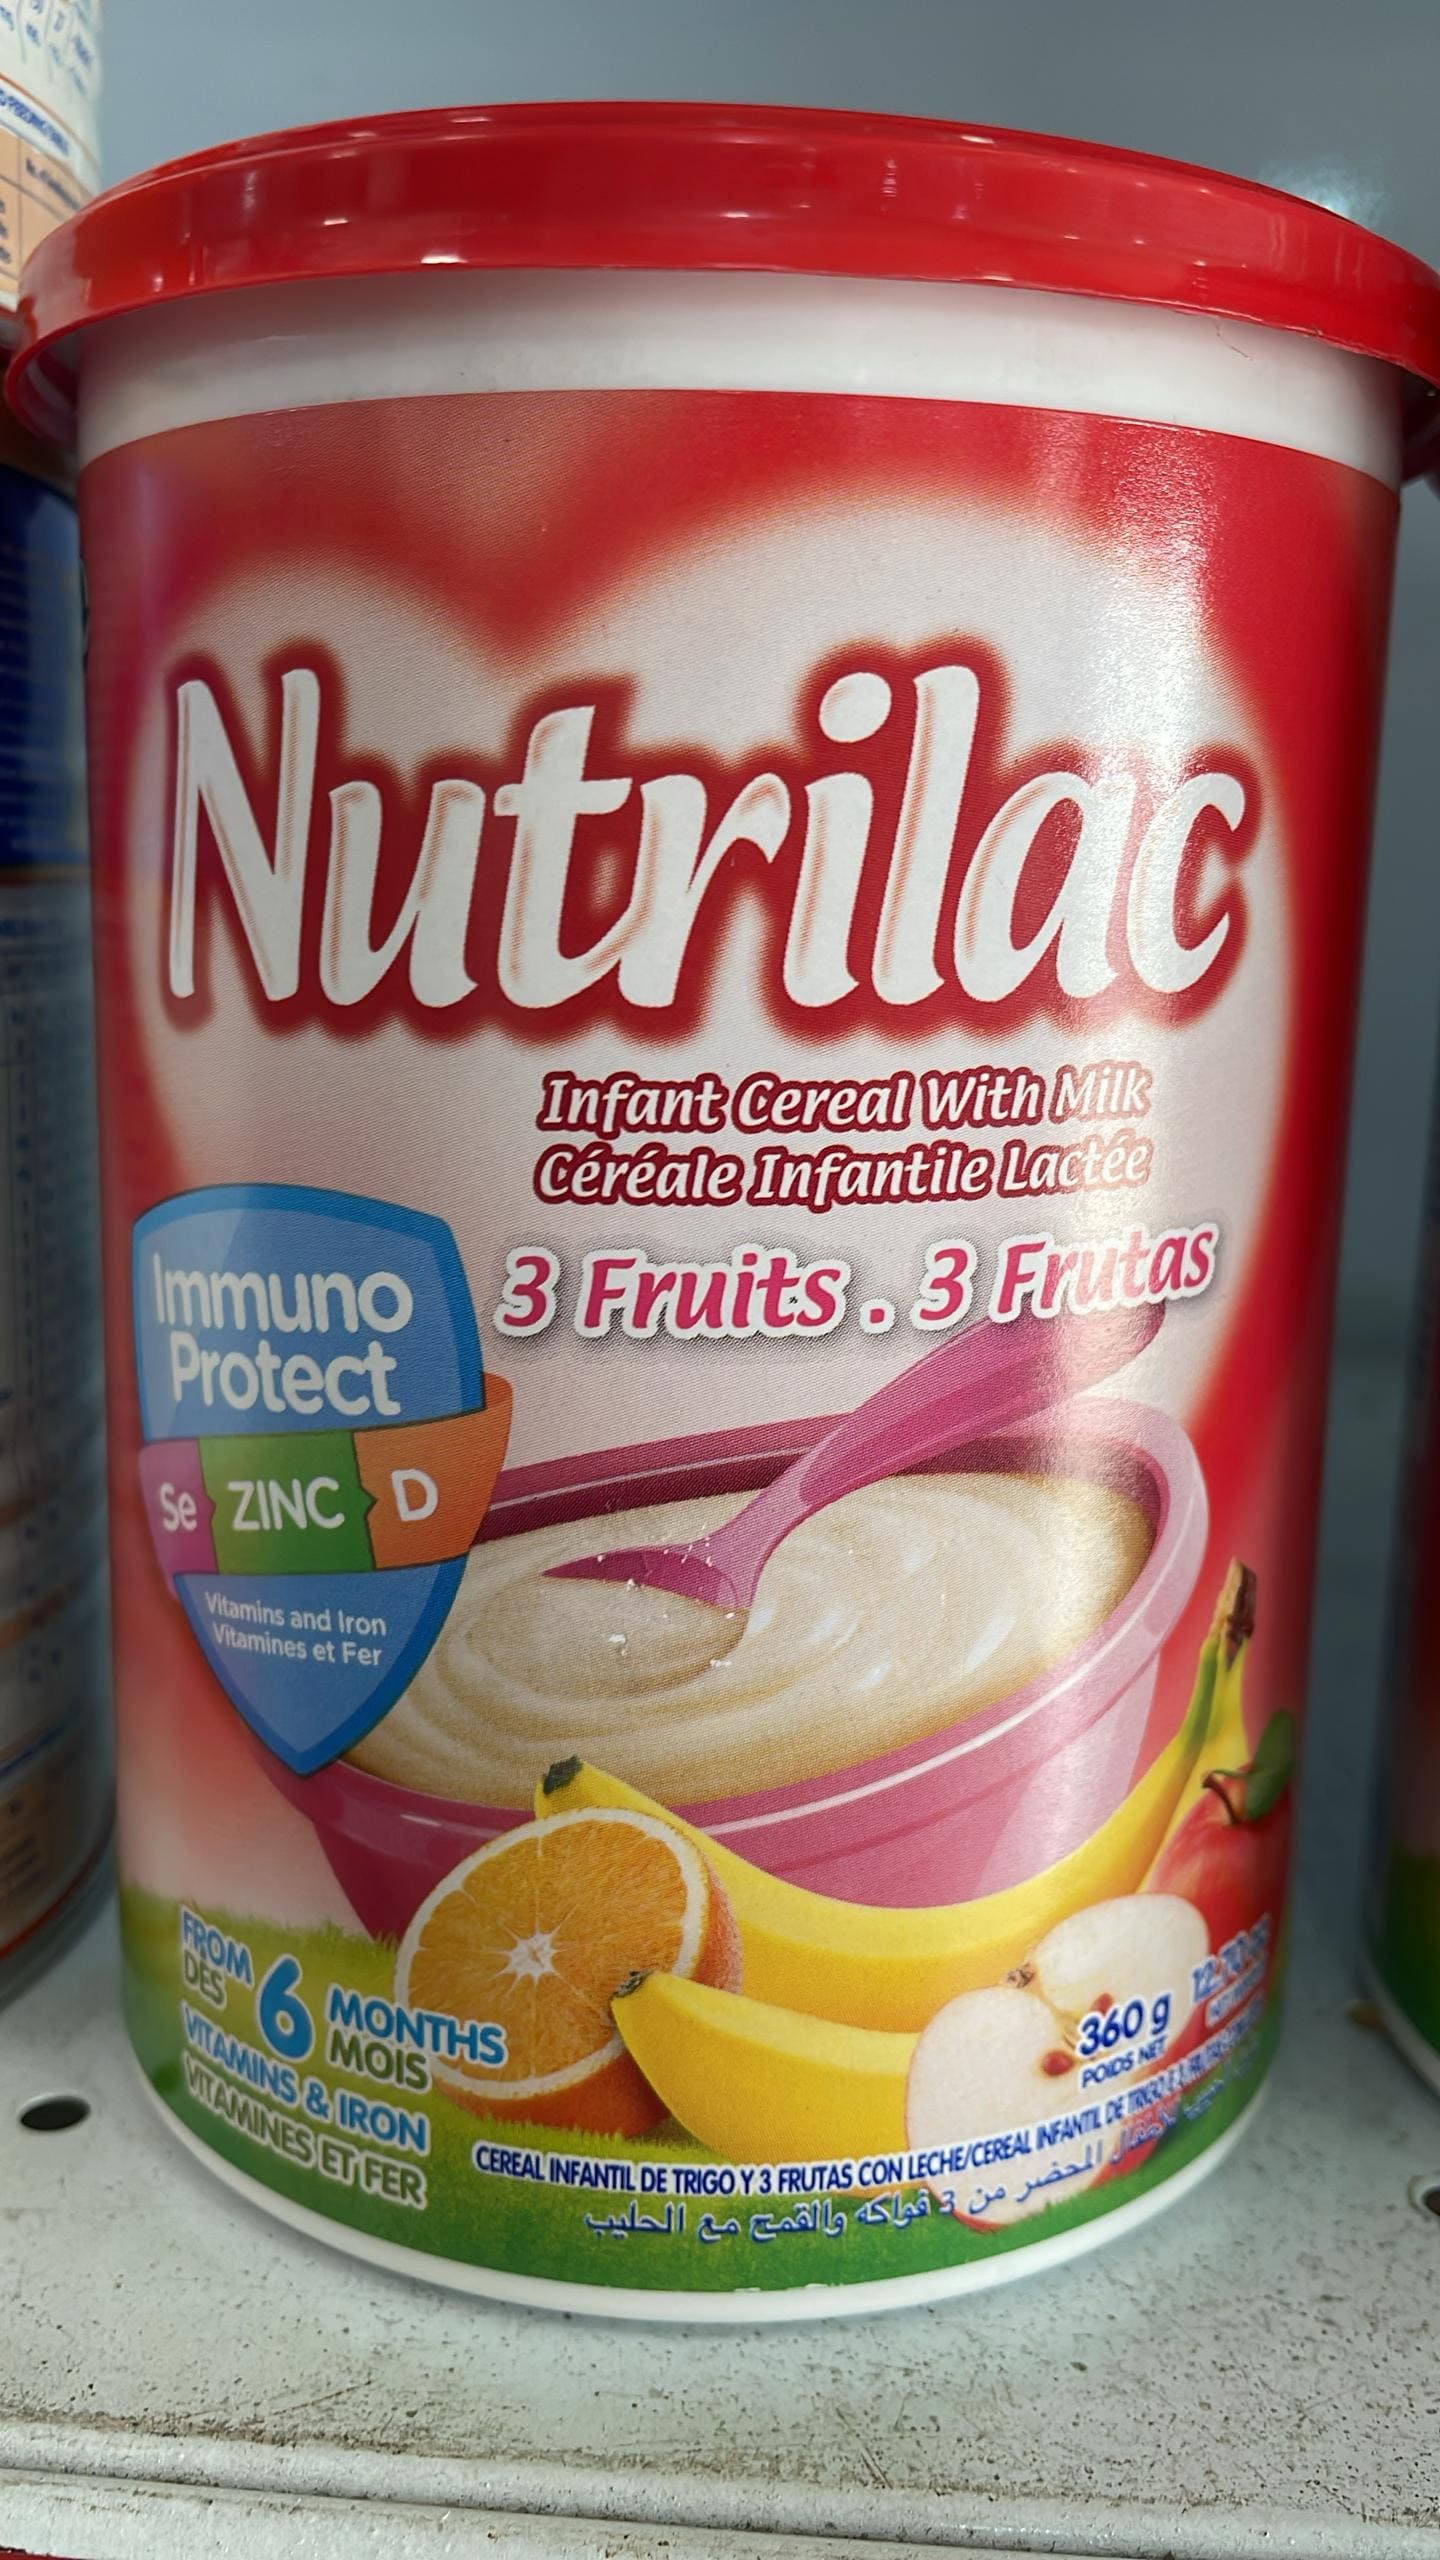 Nutrilac
Infant Cereal With Milk
Céréale Infantile Lactée
3 Fruits . 3 Frutas
Immuno
Protect
Se ZINC D
Vitamins and Iron
Vitamines et Fer
FROM 6 MONTHS
DES MOIS
VITAMINS & IRON
VITAMINES ET FER
360 g
POIDS NET
CEREAL INFANTIL DE TRIGO Y 3 FRUTAS CON LECHE/CEREAL INFANTIL DE TRIGO E 3 FRUTAS
المحضر من 3 فواكه والقمح مع الحليب